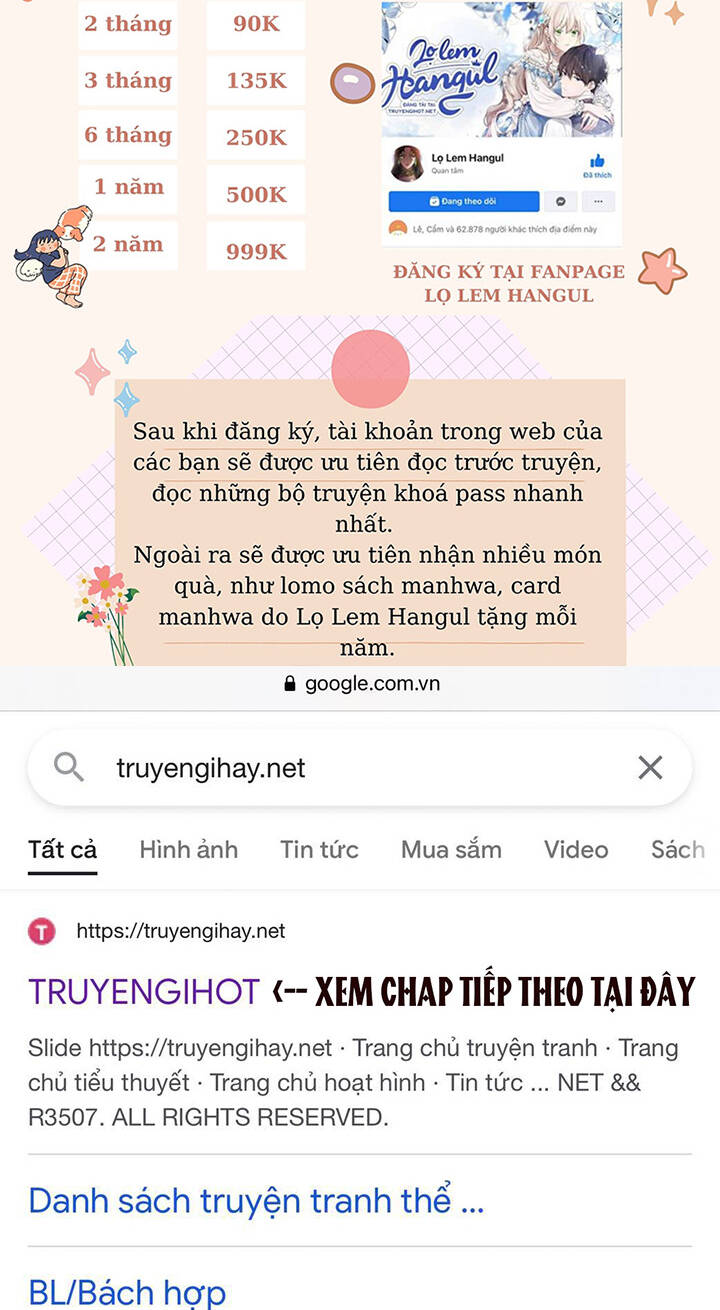 2 tháng 90K
3 tháng 135K
6 tháng 250K
1 năm 500K
2 năm 999K
Lọ lem
Hangul
ĐĂNG TẢI TẠI
TRUYENGIHOT.NET
Lọ Lem Hangul
Quan tâm
Đã thích
Đang theo dõi
Lê, Cẩm và 62.878 người khác thích địa điểm này
ĐĂNG KÝ TẠI FANPAGE
LỌ LEM HANGUL
Sau khi đăng ký, tài khoản trong web của
các bạn sẽ được ưu tiên đọc trước truyện,
đọc những bộ truyện khoá pass nhanh
nhất.
Ngoài ra sẽ được ưu tiên nhận nhiều món
quà, như lomo sách manhwa, card
manhwa do Lọ Lem Hangul tặng mỗi
năm.
google.com.vn
truyengihay.net
Tất cả Hình ảnh Tin tức Mua sắm Video Sách
T https://truyengihay.net
TRUYENGIHOT <-- XEM CHAP TIẾP THEO TẠI ĐÂY
Slide https://truyengihay.net · Trang chủ truyện tranh · Trang
chủ tiểu thuyết · Trang chủ hoạt hình · Tin tức ... NET &&
R3507. ALL RIGHTS RESERVED.
Danh sách truyện tranh thể ...
BL/Bách hợp